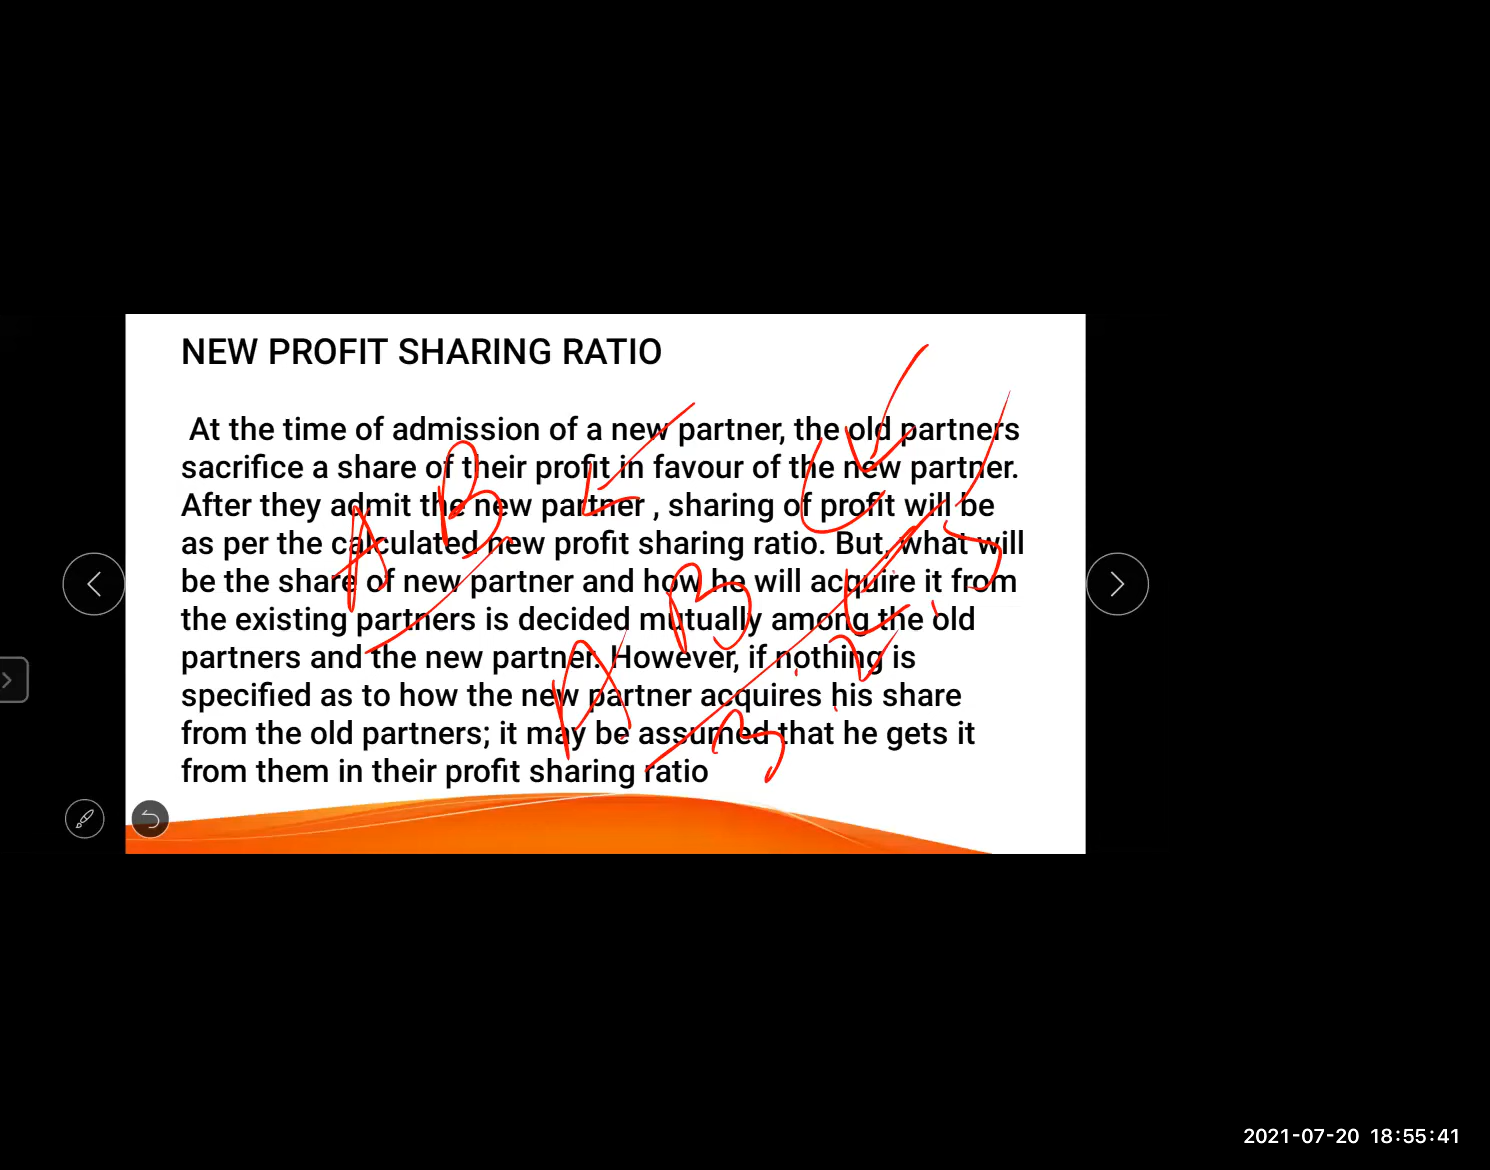 NEW PROFIT SHARING RATIO
At the time of admission of a new partner, the old partners
sacrifice a share of their profit in favour of the new partner.
After they admit the new partner , sharing of profit will be
as per the calculated new profit sharing ratio. But, what will
be the share of new partner and how he will acquire it from
the existing partners is decided mutually among the old
partners and the new partner. However, if nothing is
specified as to how the new partner acquires his share
from the old partners; it may be assumed that he gets it
from them in their profit sharing ratio
A B
A B C
3
2021-07-20 18:55:41